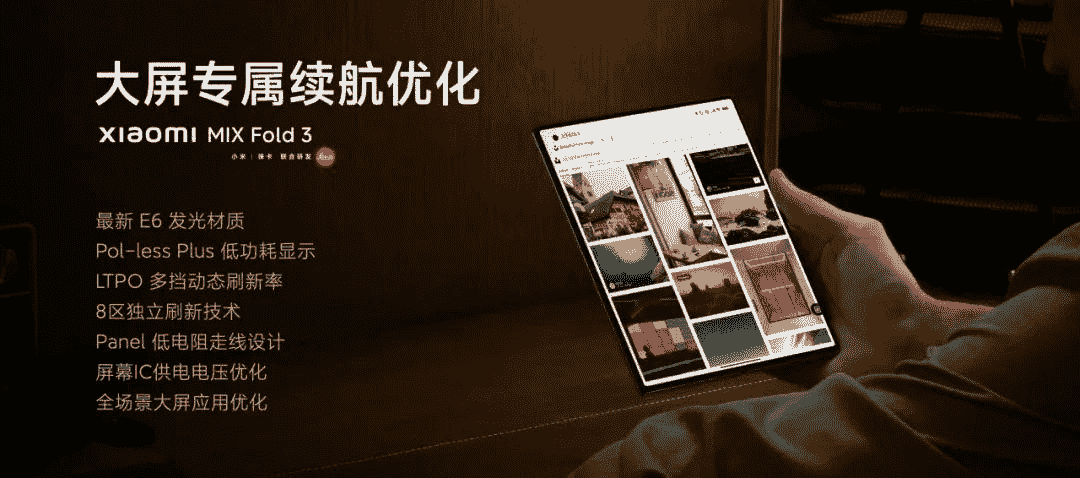 大屏专属续航优化
xiaomi MIX Fold 3
小米 | 徕卡 联合研发
最新 E6 发光材质
Pol-less Plus 低功耗显示
LTPO 多挡动态刷新率
8区独立刷新技术
Panel 低电阻走线设计
屏幕IC供电电压优化
全场景大屏应用优化